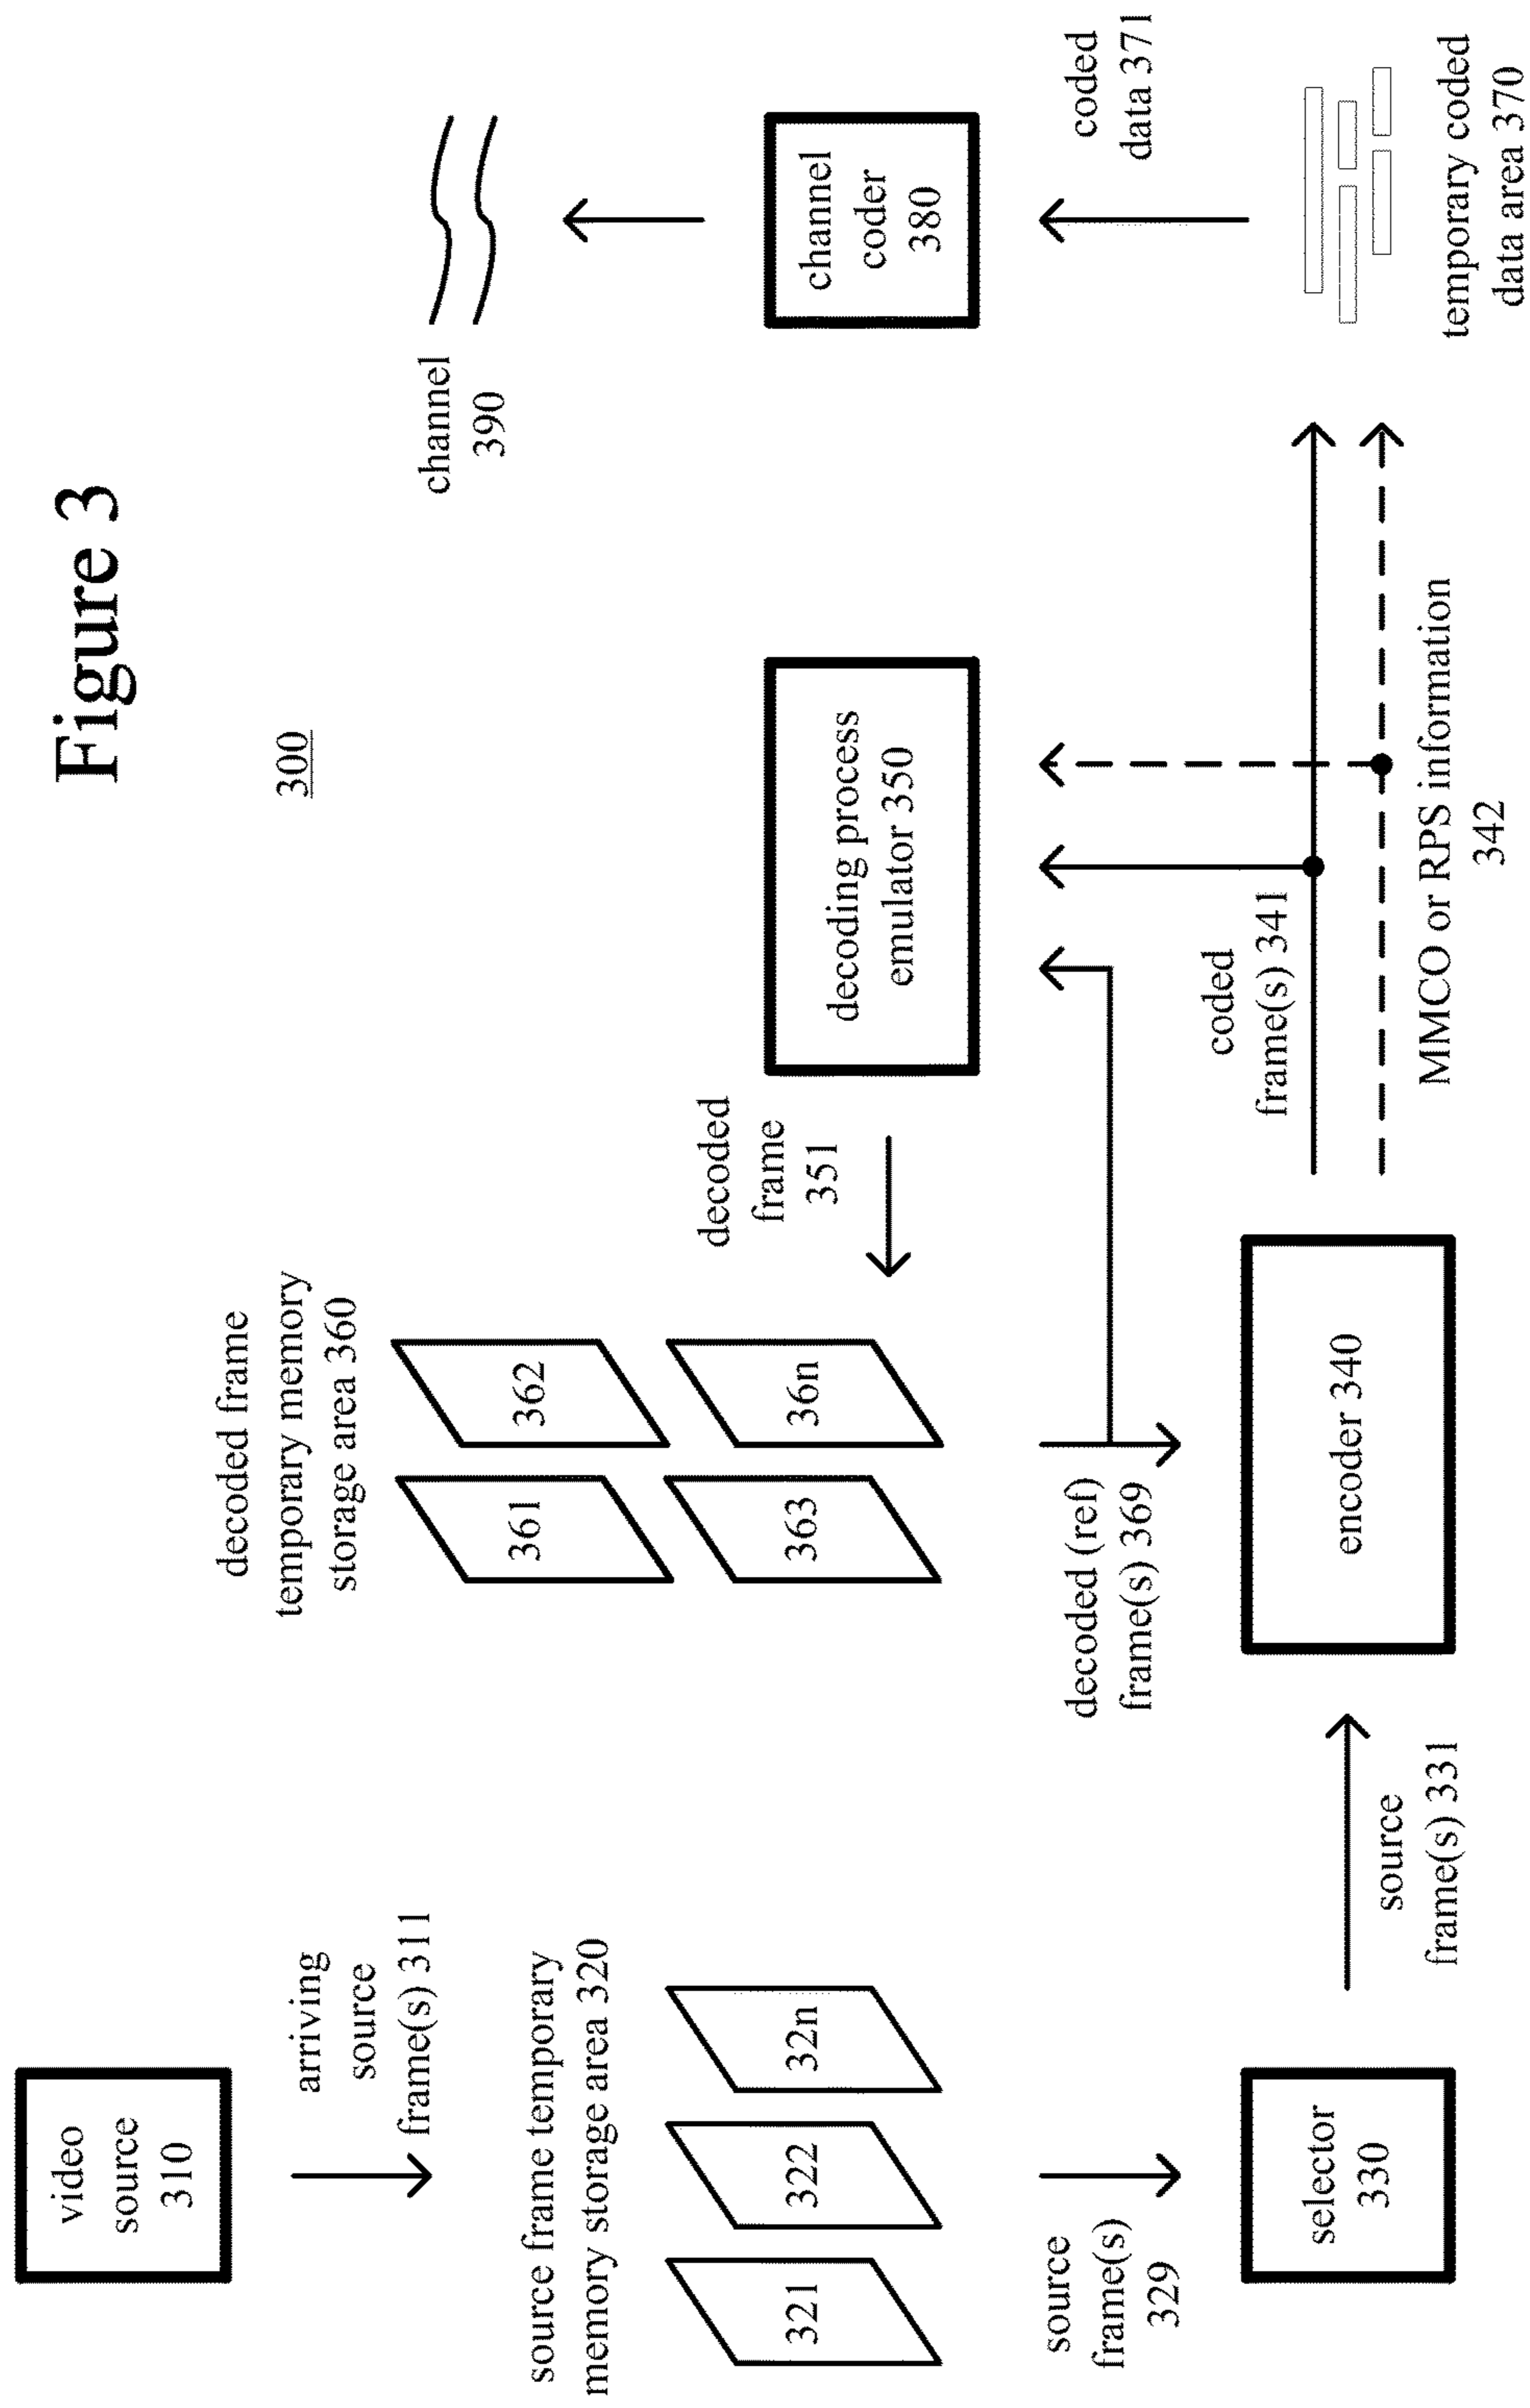 Figure 3
300
video
source
310
arriving
source
frame(s) 311
source frame temporary
memory storage area 320
321
322
32n
source
frame(s)
329
selector
330
source
frame(s) 331
decoded frame
temporary memory
storage area 360
361
362
363
36n
decoded (ref)
frame(s) 369
encoder 340
decoded
frame
351
decoding process
emulator 350
coded
frame(s) 341
MMCO or RPS information
342
channel
390
channel
coder
380
coded
data 371
temporary coded
data area 370